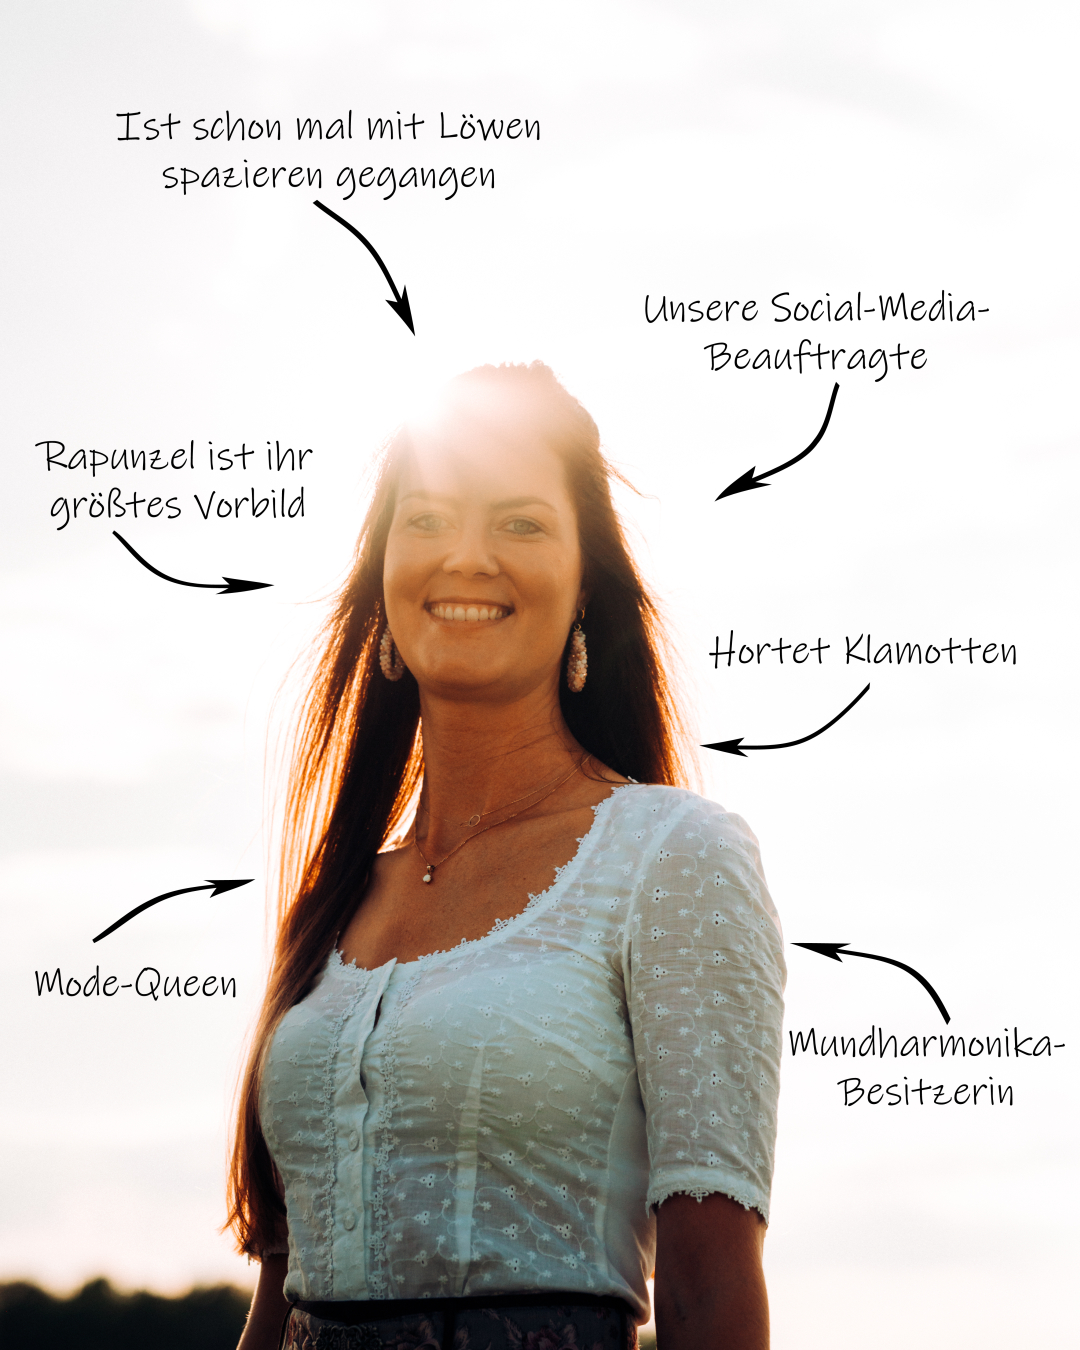 Ist schon mal mit Löwen
spazieren gegangen
Unsere Social-Media-
Beauftragte
Rapunzel ist ihr
größtes Vorbild
Hortet Klamotten
Mode-Queen
Mundharmonika-
Besitzerin